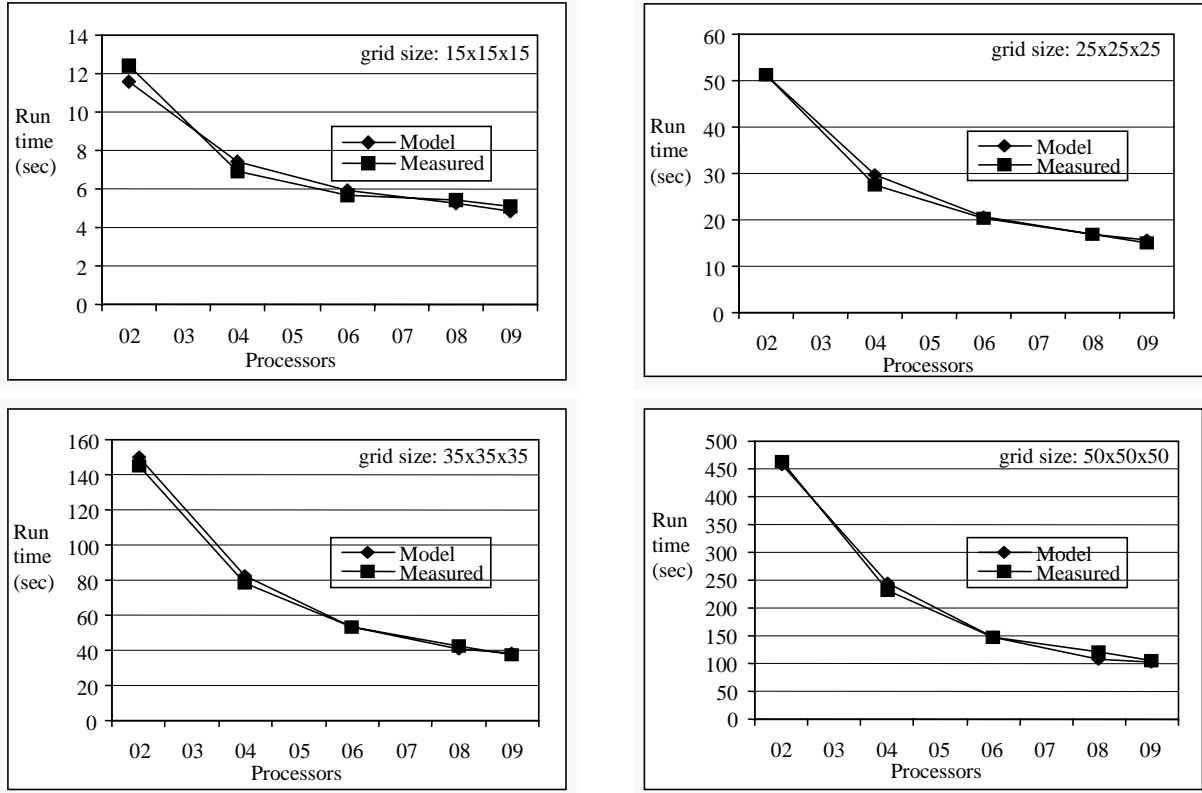 grid size: 15x15x15
14
12
10
8
6
4
2
0
Run
time
(sec)
Model
Measured
02 03 04 05 06 07 08 09
Processors
grid size: 25x25x25
60
50
40
30
20
10
0
Run
time
(sec)
Model
Measured
02 03 04 05 06 07 08 09
Processors
grid size: 35x35x35
160
140
120
100
80
60
40
20
0
Run
time
(sec)
Model
Measured
02 03 04 05 06 07 08 09
Processors
grid size: 50x50x50
500
450
400
350
300
250
200
150
100
50
0
Run
time
(sec)
Model
Measured
02 03 04 05 06 07 08 09
Processors